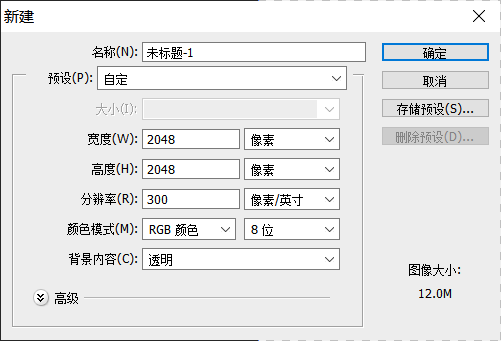 新建
名称(N): 未标题-1
确定
预设(P): 自定
取消
大小(I):
存储预设(S)...
宽度(W): 2048 像素
删除预设(D)...
高度(H): 2048 像素
分辨率(R): 300 像素/英寸
颜色模式(M): RGB 颜色 8 位
背景内容(C): 透明
图像大小:
高级
12.0M